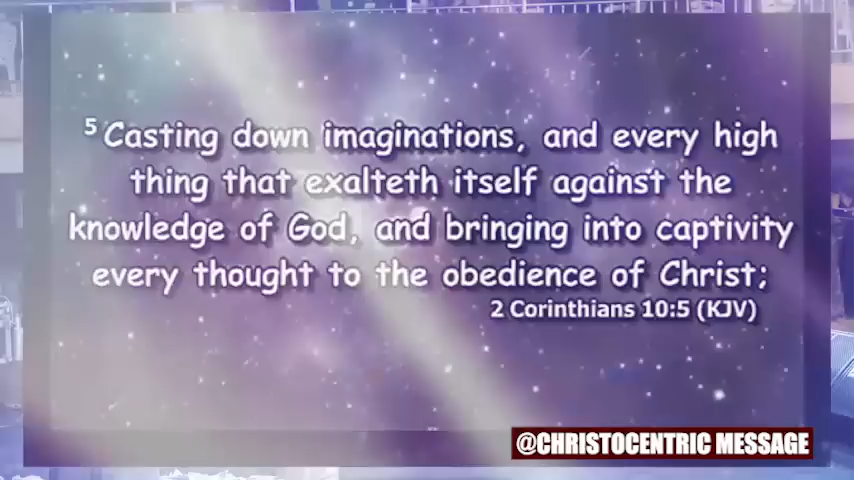 5 Casting down imaginations, and every high
thing that exalteth itself against the
knowledge of God, and bringing into captivity
every thought to the obedience of Christ;
2 Corinthians 10:5 (KJV)
@CHRISTOCENTRIC MESSAGE